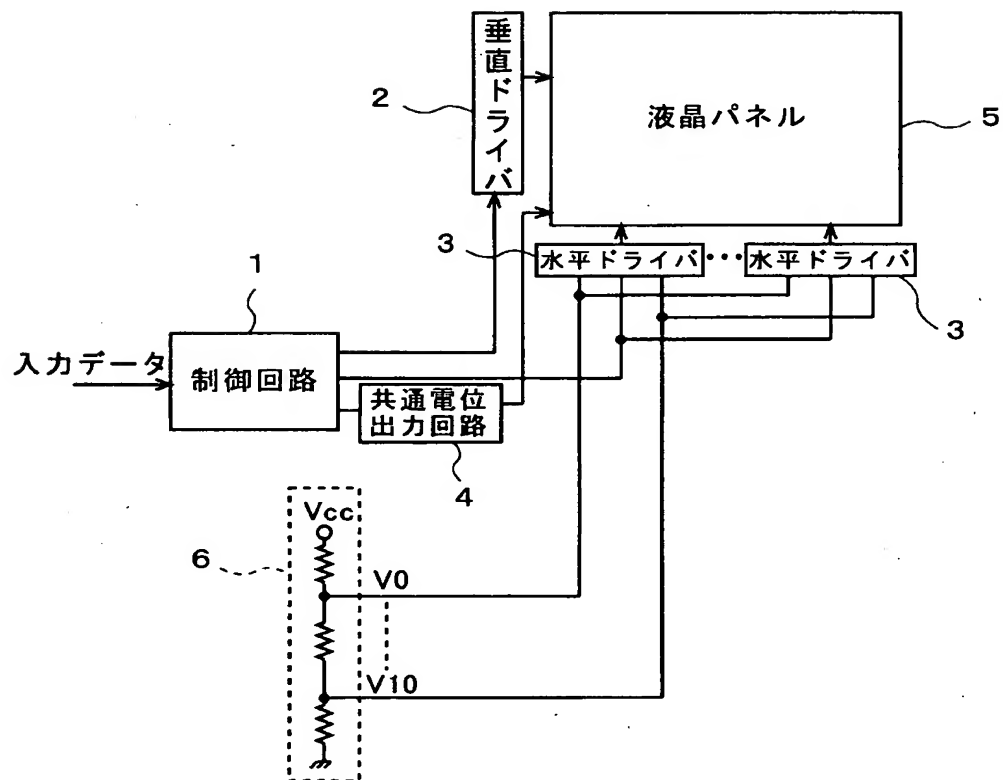 垂直ドライバ
2
液晶パネル
5
3
水平ドライバ
・・・
水平ドライバ
3
1
入力データ
制御回路
共通電位
出力回路
4
Vcc
6
V0
V10